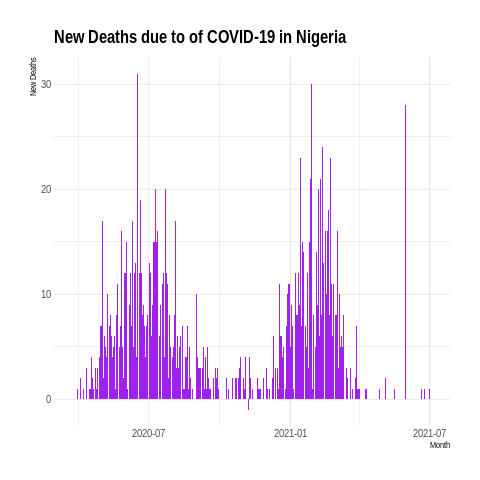 New Deaths due to of COVID-19 in Nigeria
New Deaths
30
20
10
0
2020-07
2021-01
2021-07
Month